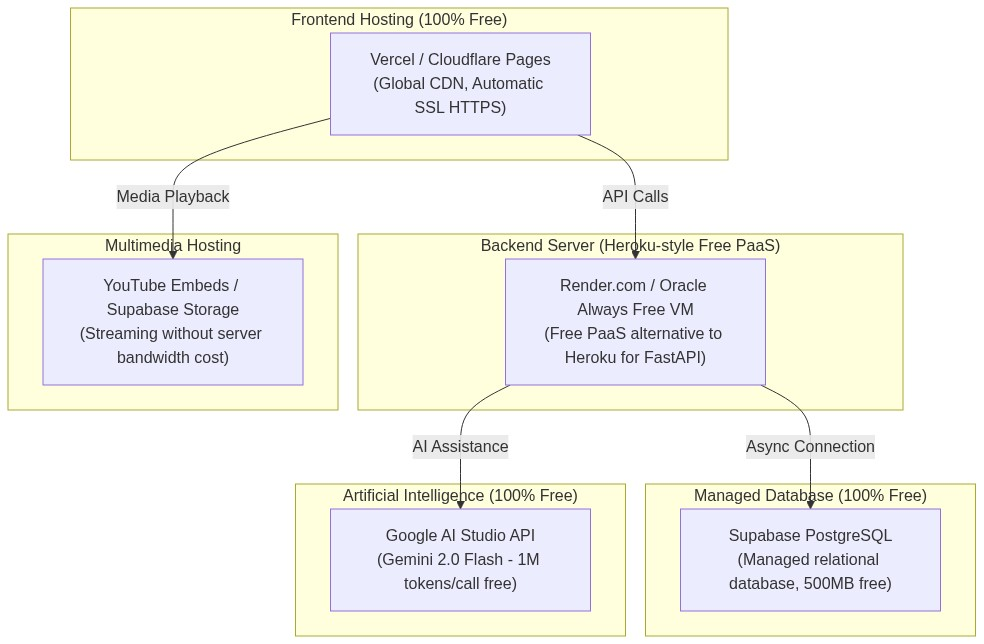 Frontend Hosting (100% Free)
Vercel / Cloudflare Pages
(Global CDN, Automatic
SSL HTTPS)
Media Playback
API Calls
Multimedia Hosting
YouTube Embeds /
Supabase Storage
(Streaming without server
bandwidth cost)
Backend Server (Heroku-style Free PaaS)
Render.com / Oracle
Always Free VM
(Free PaaS alternative to
Heroku for FastAPI)
AI Assistance
Async Connection
Artificial Intelligence (100% Free)
Google AI Studio API
(Gemini 2.0 Flash - 1M
tokens/call free)
Managed Database (100% Free)
Supabase PostgreSQL
(Managed relational
database, 500MB free)